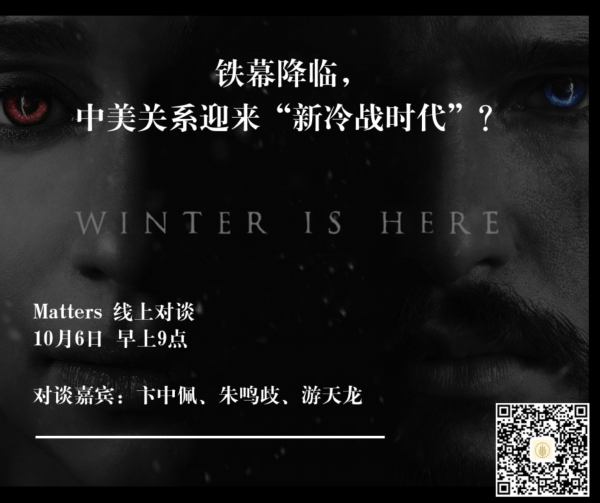 铁幕降临，
中美关系迎来“新冷战时代”？
WINTER IS HERE
Matters 线上对谈
10月6日 早上9点
对谈嘉宾：卞中佩、朱鸣歧、游天龙